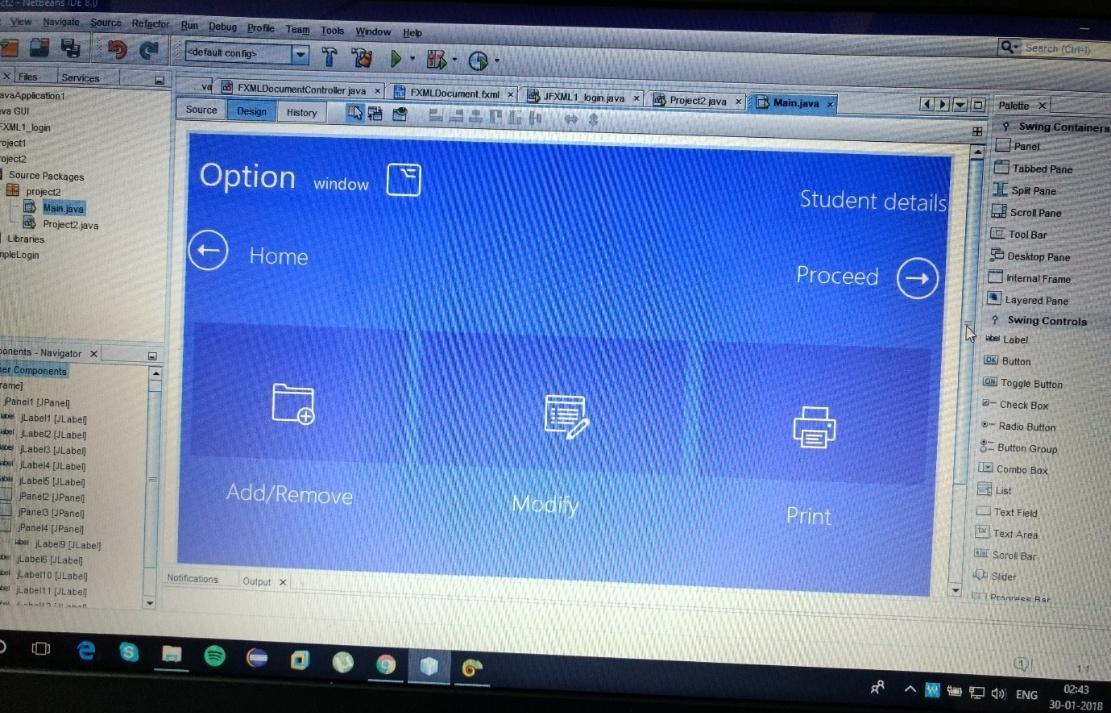 ct2 - NetBeans IDE 8.0
View Navigate Source Refactor Run Debug Profile Team Tools Window Help
<default config>
Search (Ctrl+I)
Files Services
FXMLDocumentController.java × FXMLDocument.fxml × JFXML1_login.java × Project2.java × Main.java ×
Source Design History
Palette ×
avaApplication1
ava GUI
FXML1_login
roject1
roject2
Source Packages
project2
Main.java
Project2.java
Libraries
mpleLogin
Option window
Student details
Home
Proceed
Add/Remove
Modify
Print
Swing Containers
Panel
Tabbed Pane
Split Pane
Scroll Pane
Tool Bar
Desktop Pane
Internal Frame
Layered Pane
Swing Controls
label Label
OK Button
ON Toggle Button
Check Box
Radio Button
Button Group
Combo Box
List
Text Field
Text Area
Scroll Bar
Slider
Progress Bar
ponents - Navigator ×
er Components
rame]
jPanel1 [JPanel]
jLabel1 [JLabel]
jLabel2 [JLabel]
jLabel3 [JLabel]
jLabel4 [JLabel]
jLabel5 [JLabel]
jPanel2 [JPanel]
jPanel3 [JPanel]
jPanel4 [JPanel]
jLabel9 [JLabel]
jLabel6 [JLabel]
jLabel10 [JLabel]
jLabel11 [JLabel]
Notifications Output ×
ENG
02:43
30-01-2018